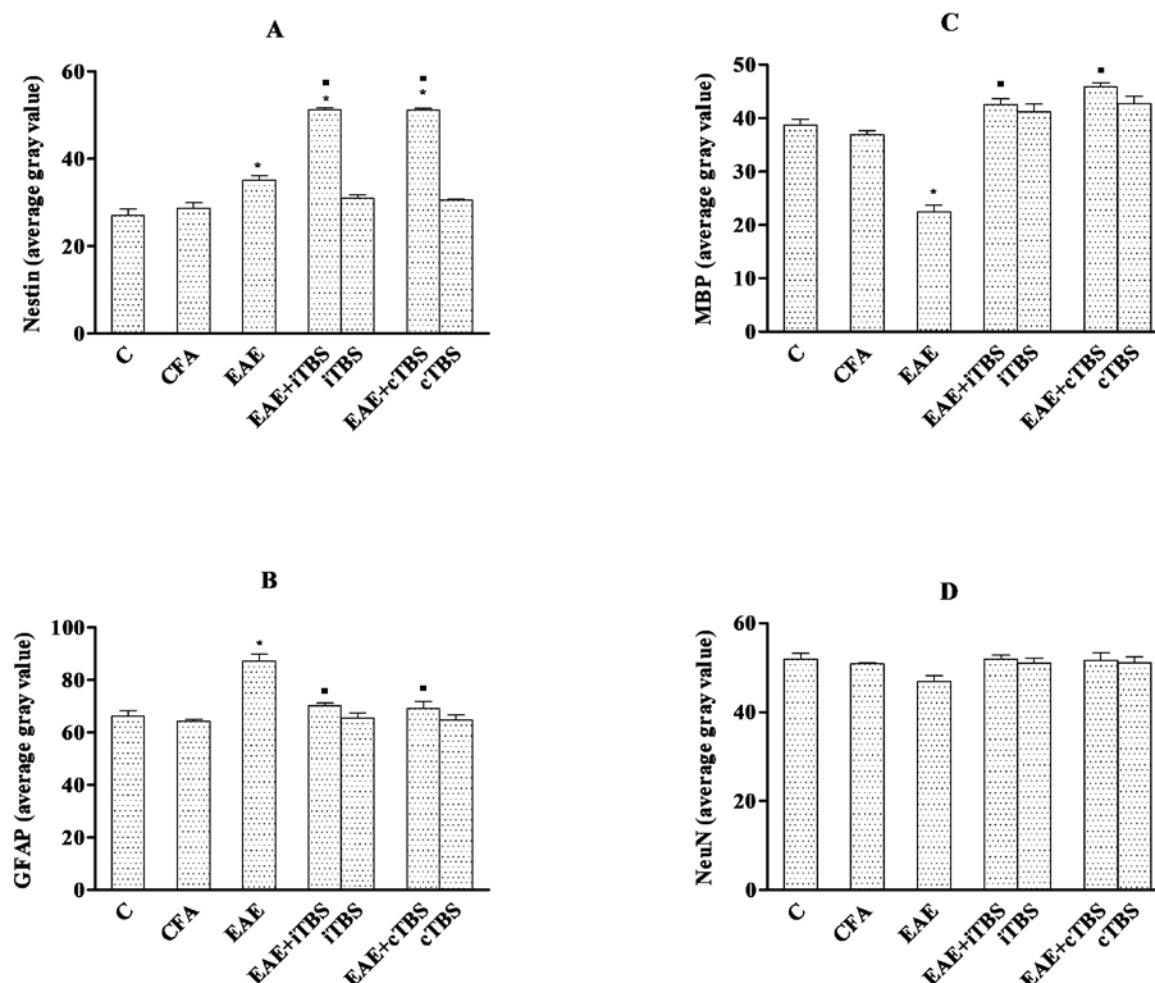 A
Nestin (average gray value)
60
40
20
0
■ ■
* * *
C CFA EAE EAE+iTBS iTBS EAE+cTBS cTBS
C
MBP (average gray value)
50
40
30
20
10
0
■ ■
*
C CFA EAE EAE+iTBS iTBS EAE+cTBS cTBS
B
GFAP (average gray value)
100
80
60
40
20
0
* ■ ■
C CFA EAE EAE+iTBS iTBS EAE+cTBS cTBS
D
NeuN (average gray value)
60
40
20
0
C CFA EAE EAE+iTBS iTBS EAE+cTBS cTBS